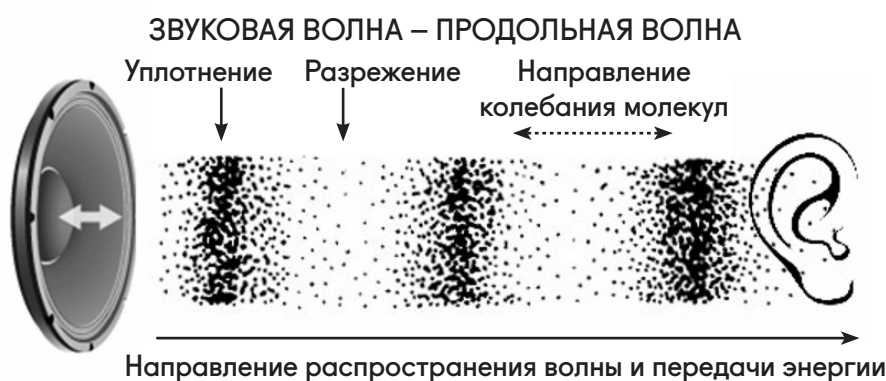 ЗВУКОВАЯ ВОЛНА – ПРОДОЛЬНАЯ ВОЛНА
Уплотнение
Разрежение
Направление
колебания молекул
Направление распространения волны и передачи энергии